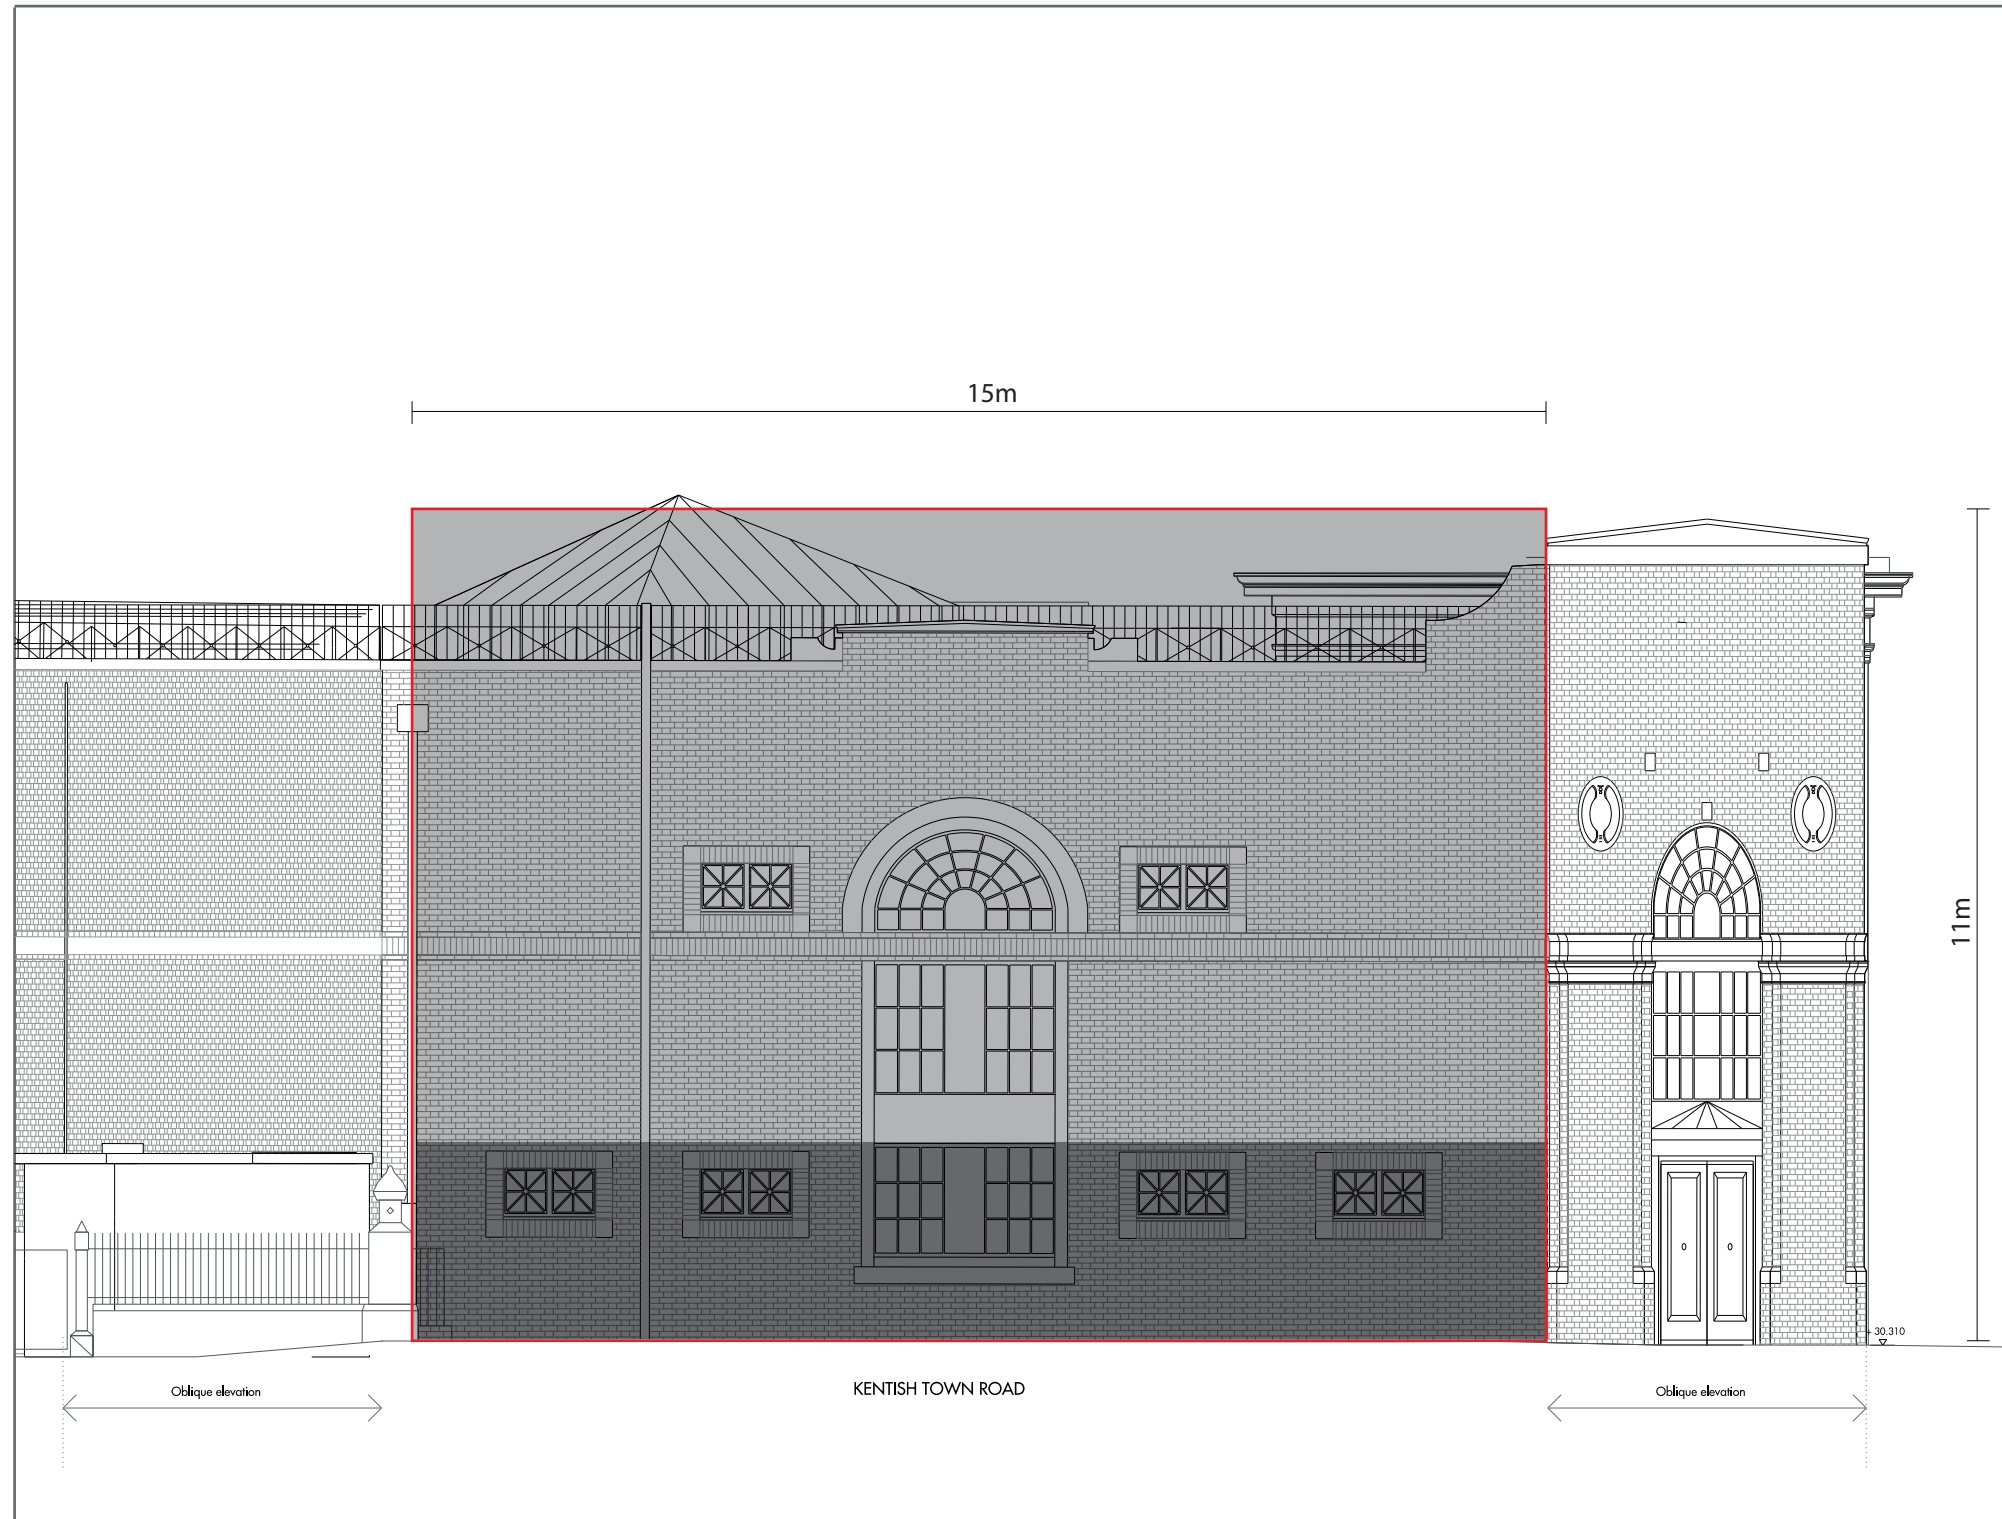 15m
11m
+ 30.310
Oblique elevation
KENTISH TOWN ROAD
Oblique elevation